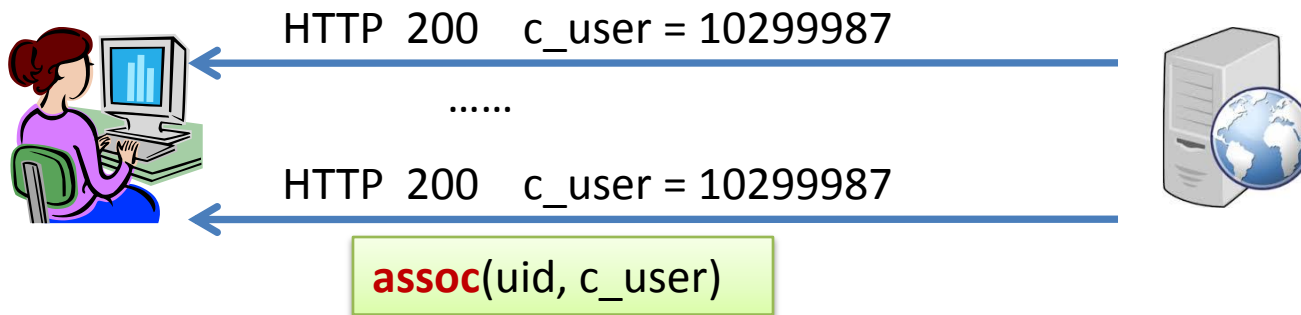 HTTP 200 c_user = 10299987
……
HTTP 200 c_user = 10299987
assoc(uid, c_user)